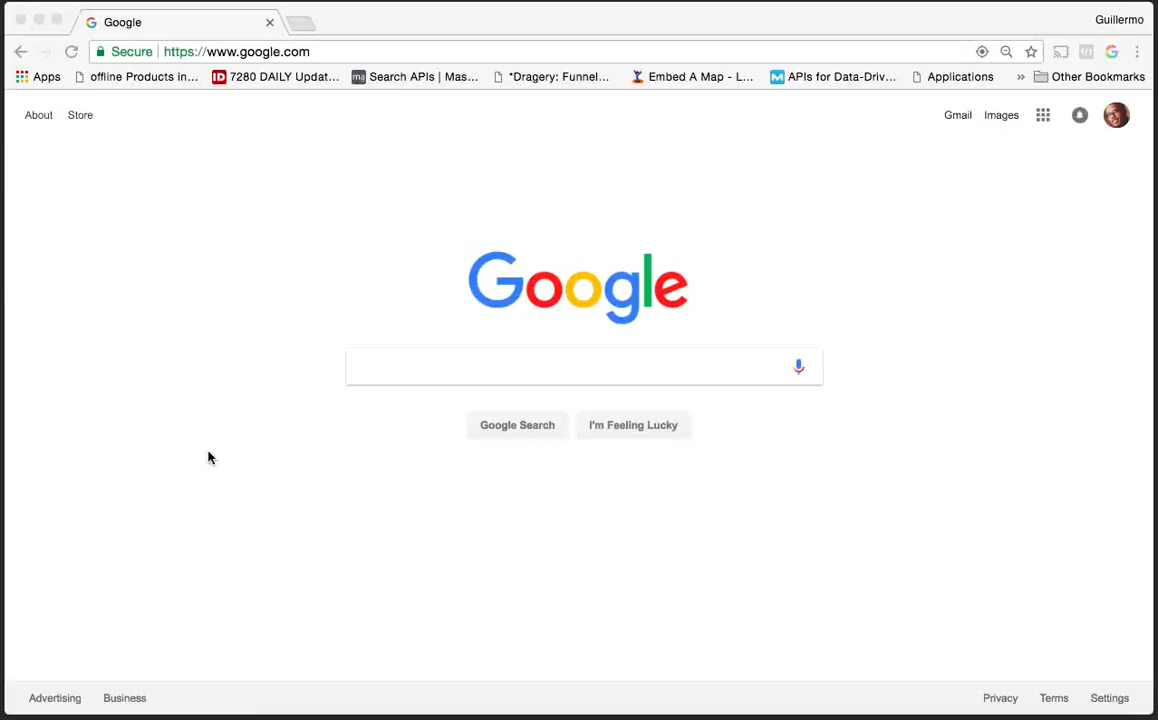 Google
Guillermo
Secure https://www.google.com
Apps offline Products in... 7280 DAILY Updat... Search APIs | Mas... *Dragery: Funnel... Embed A Map - L... APIs for Data-Driv... Applications » Other Bookmarks
About Store Gmail Images
Google
Google Search I'm Feeling Lucky
Advertising Business Privacy Terms Settings